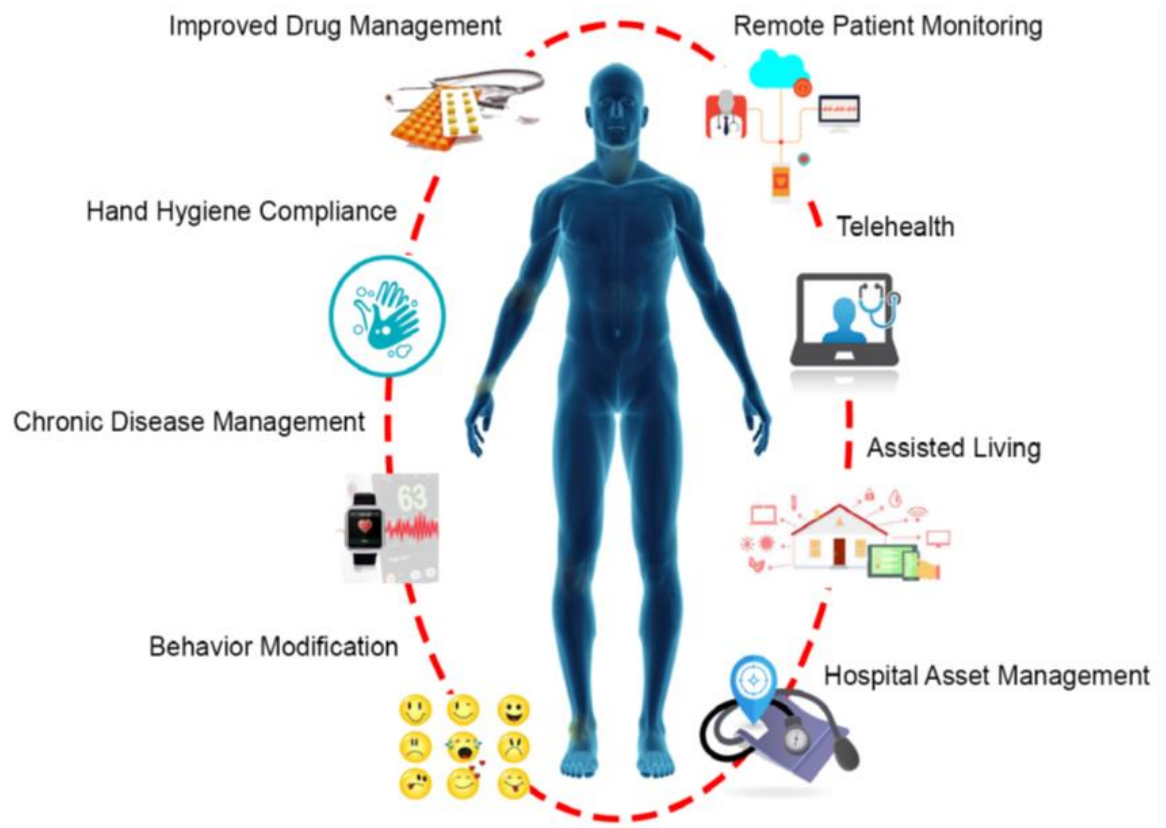 Improved Drug Management
Remote Patient Monitoring
Hand Hygiene Compliance
Telehealth
Chronic Disease Management
Assisted Living
63
Behavior Modification
Hospital Asset Management